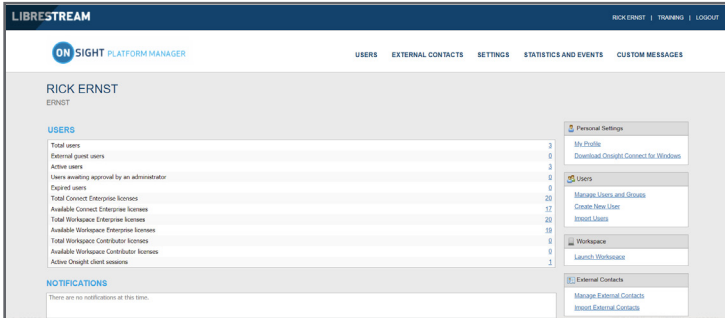 LIBRESTREAM
RICK ERNST | TRAINING | LOGOUT
ONSIGHT PLATFORM MANAGER
USERS EXTERNAL CONTACTS SETTINGS STATISTICS AND EVENTS CUSTOM MESSAGES
RICK ERNST
ERNST
USERS
Total users 3
External guest users 0
Active users 3
Users awaiting approval by an administrator 0
Expired users 0
Total Connect Enterprise licenses 20
Available Connect Enterprise licenses 17
Total Workspace Enterprise licenses 20
Available Workspace Enterprise licenses 19
Total Workspace Contributor licenses 0
Available Workspace Contributor licenses 0
Active Onsight client sessions 1
NOTIFICATIONS
There are no notifications at this time.
Personal Settings
My Profile
Download Onsight Connect for Windows
Users
Manage Users and Groups
Create New User
Import Users
Workspace
Launch Workspace
External Contacts
Manage External Contacts
Import External Contacts